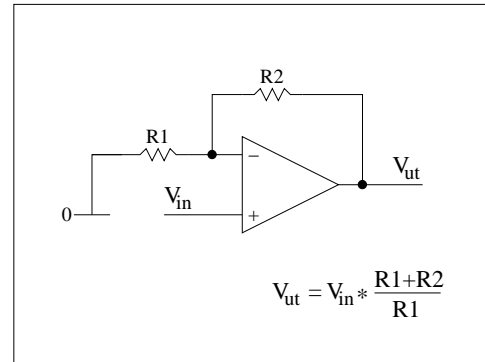 R2
R1
−
V_ut
V_in
0
+
V_ut = V_in * (R1+R2)/R1